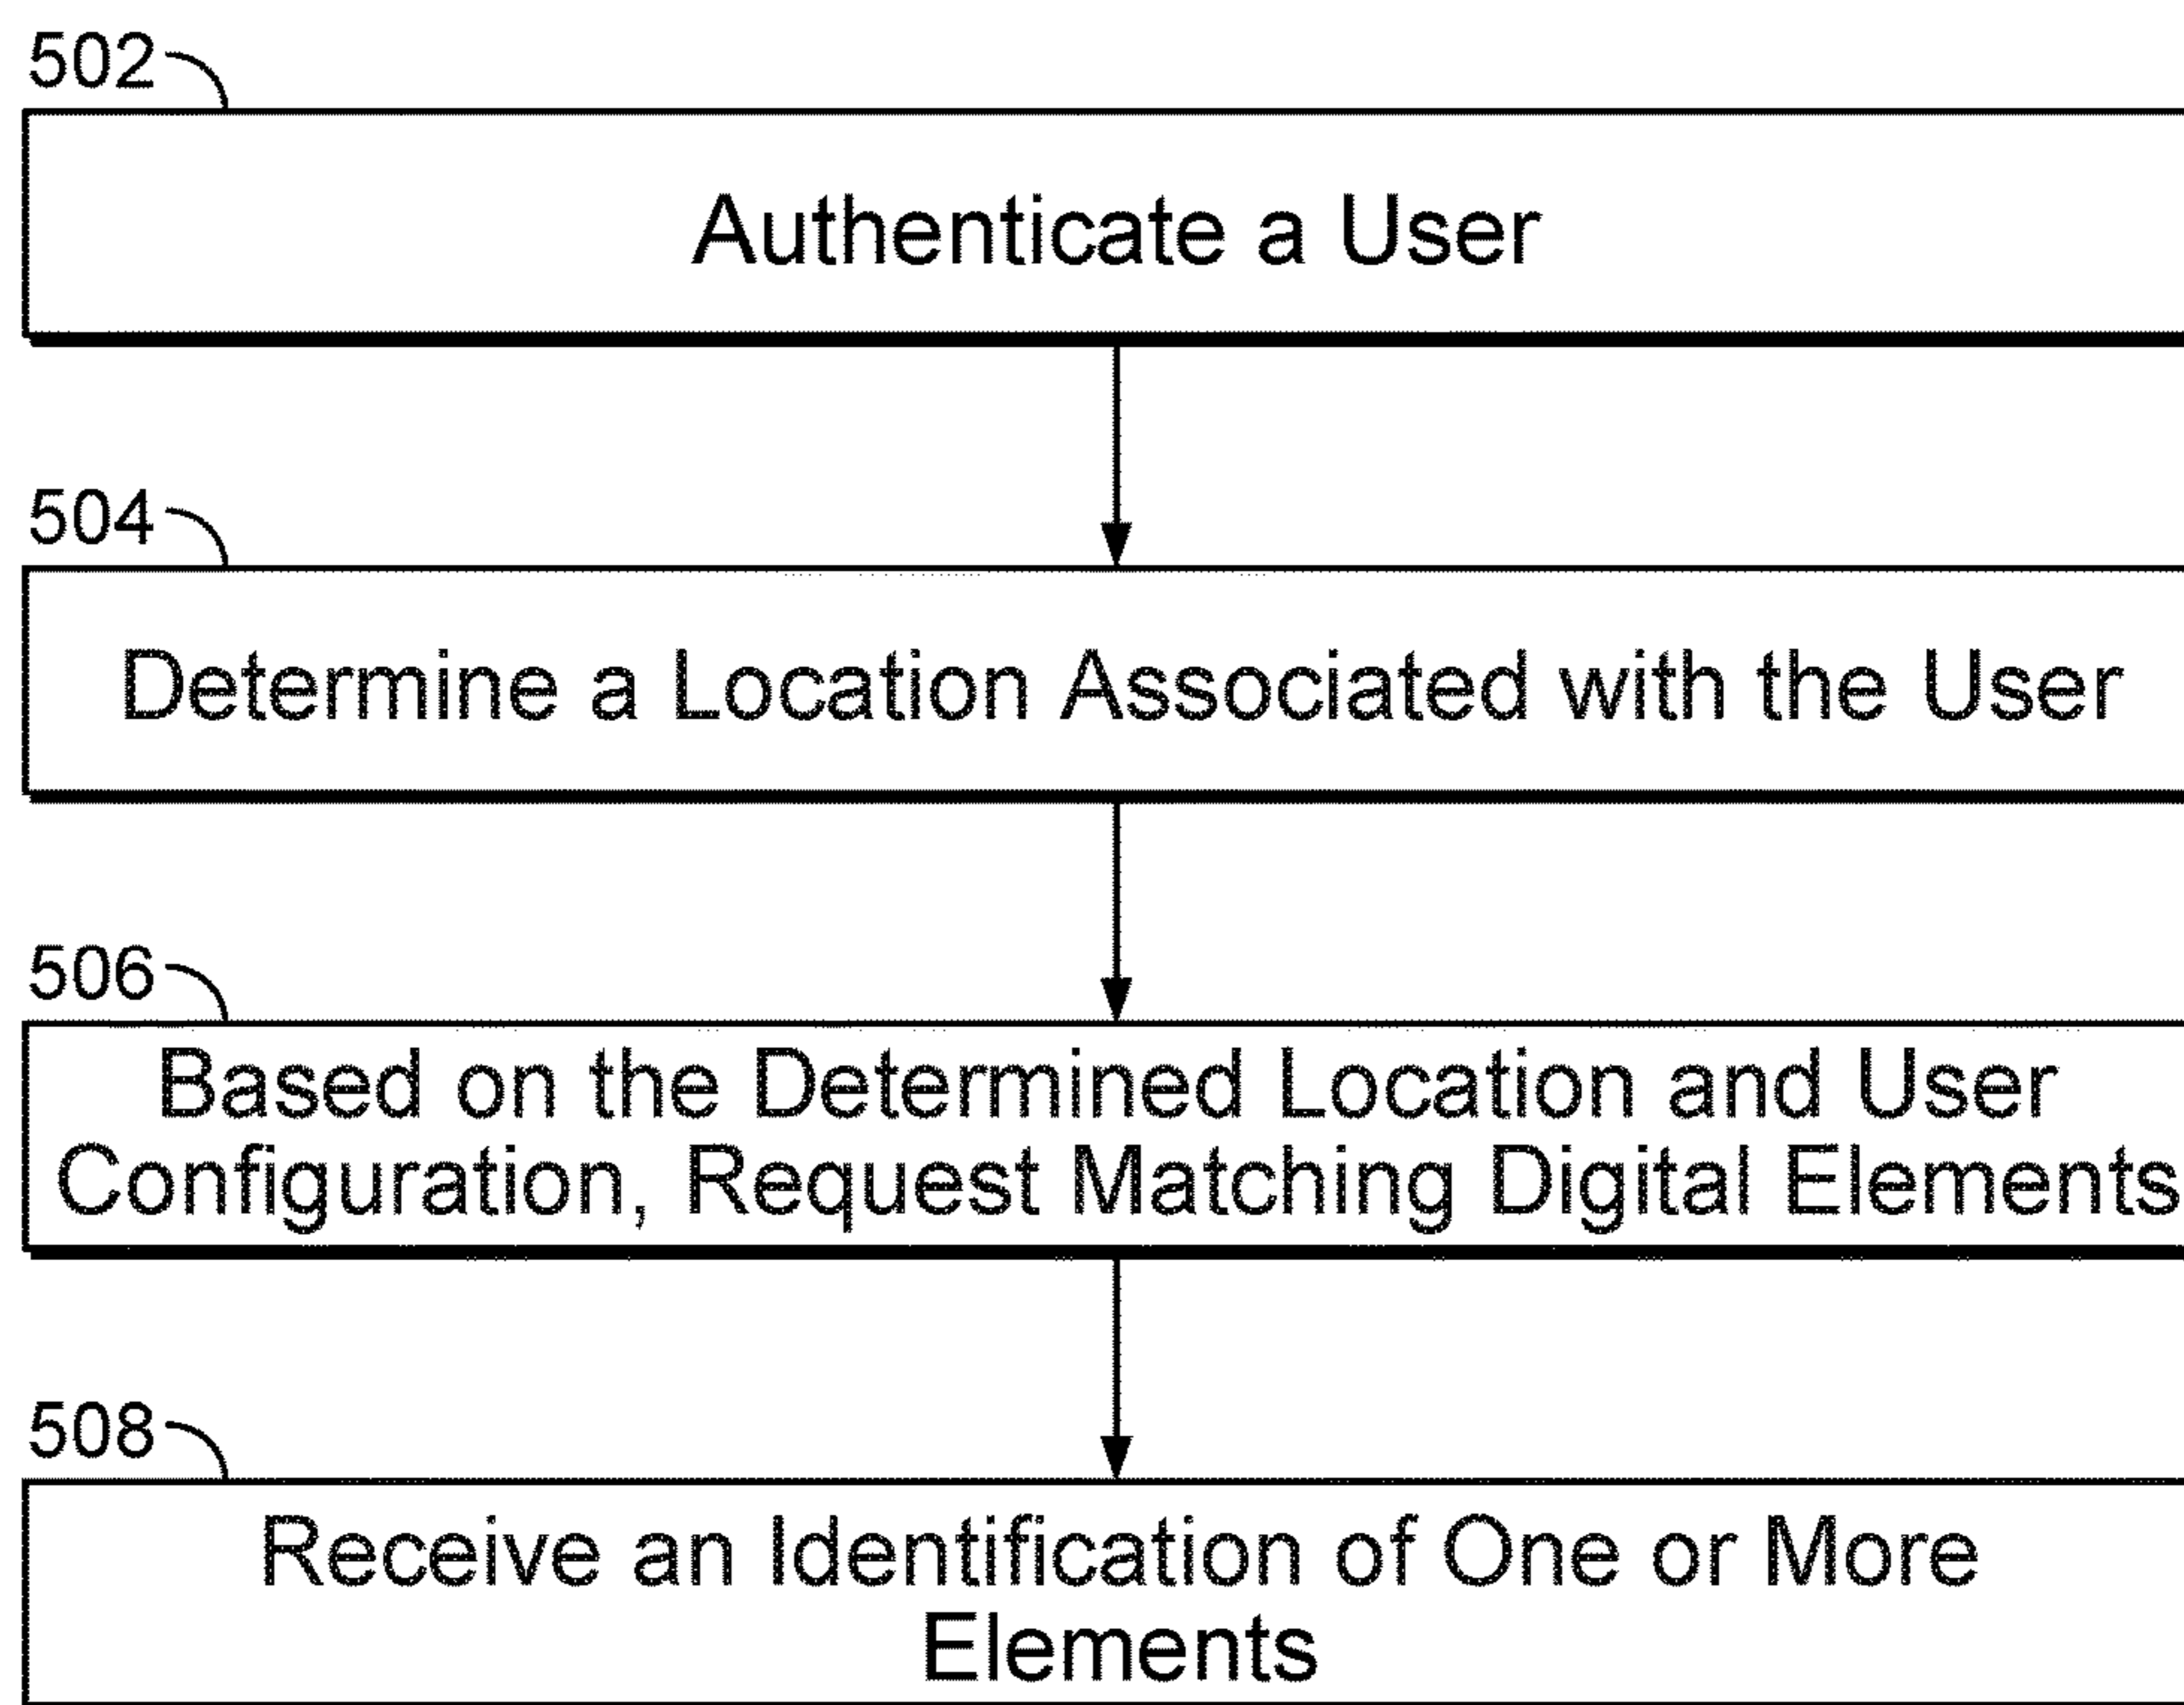 502
Authenticate a User
504
Determine a Location Associated with the User
506
Based on the Determined Location and User
Configuration, Request Matching Digital Elements
508
Receive an Identification of One or More
Elements